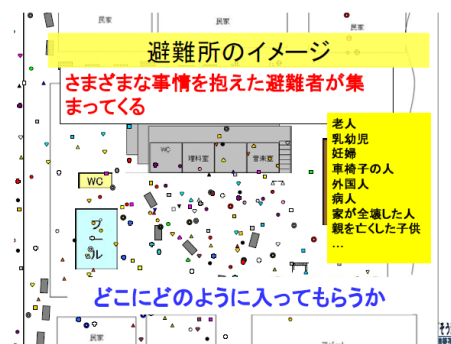 民家
民家
民家
避難所のイメージ
さまざまな事情を抱えた避難者が集
まってくる
老人
乳幼児
妊婦
車椅子の人
外国人
病人
家が全壊した人
親を亡くした子供
…
WC
理科室
音楽室
WC
プール
どこにどのように入ってもらうか
民家
民家